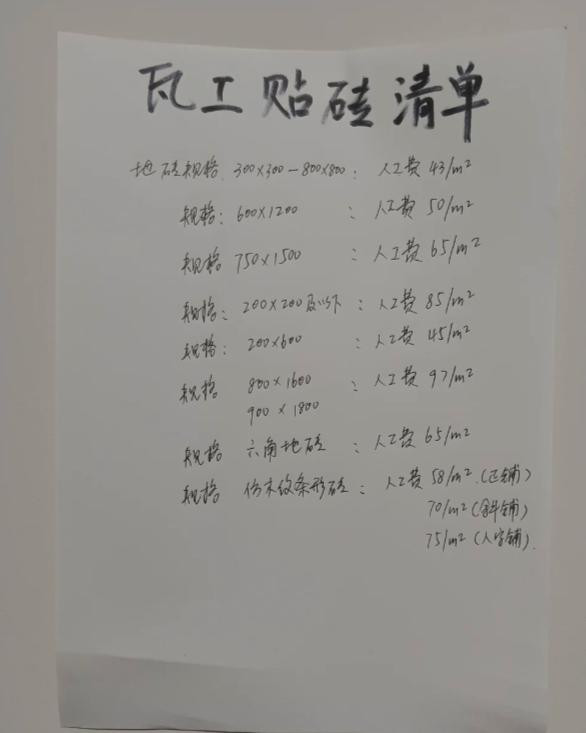 瓦工贴砖清单
地砖规格: 300×300-800×800: 人工费 43/m²
规格: 600×1200 : 人工费 50/m²
规格 750×1500 : 人工费 65/m²
规格: 200×200及以下: 人工费 85/m²
规格: 200×600 : 人工费 45/m²
规格 800×1600 : 人工费 97/m²
900×1800
规格 六角地砖 : 人工费 65/m²
规格 仿木纹条形砖: 人工费 58/m².(正铺)
70/m²(斜铺)
75/m²(人字铺).